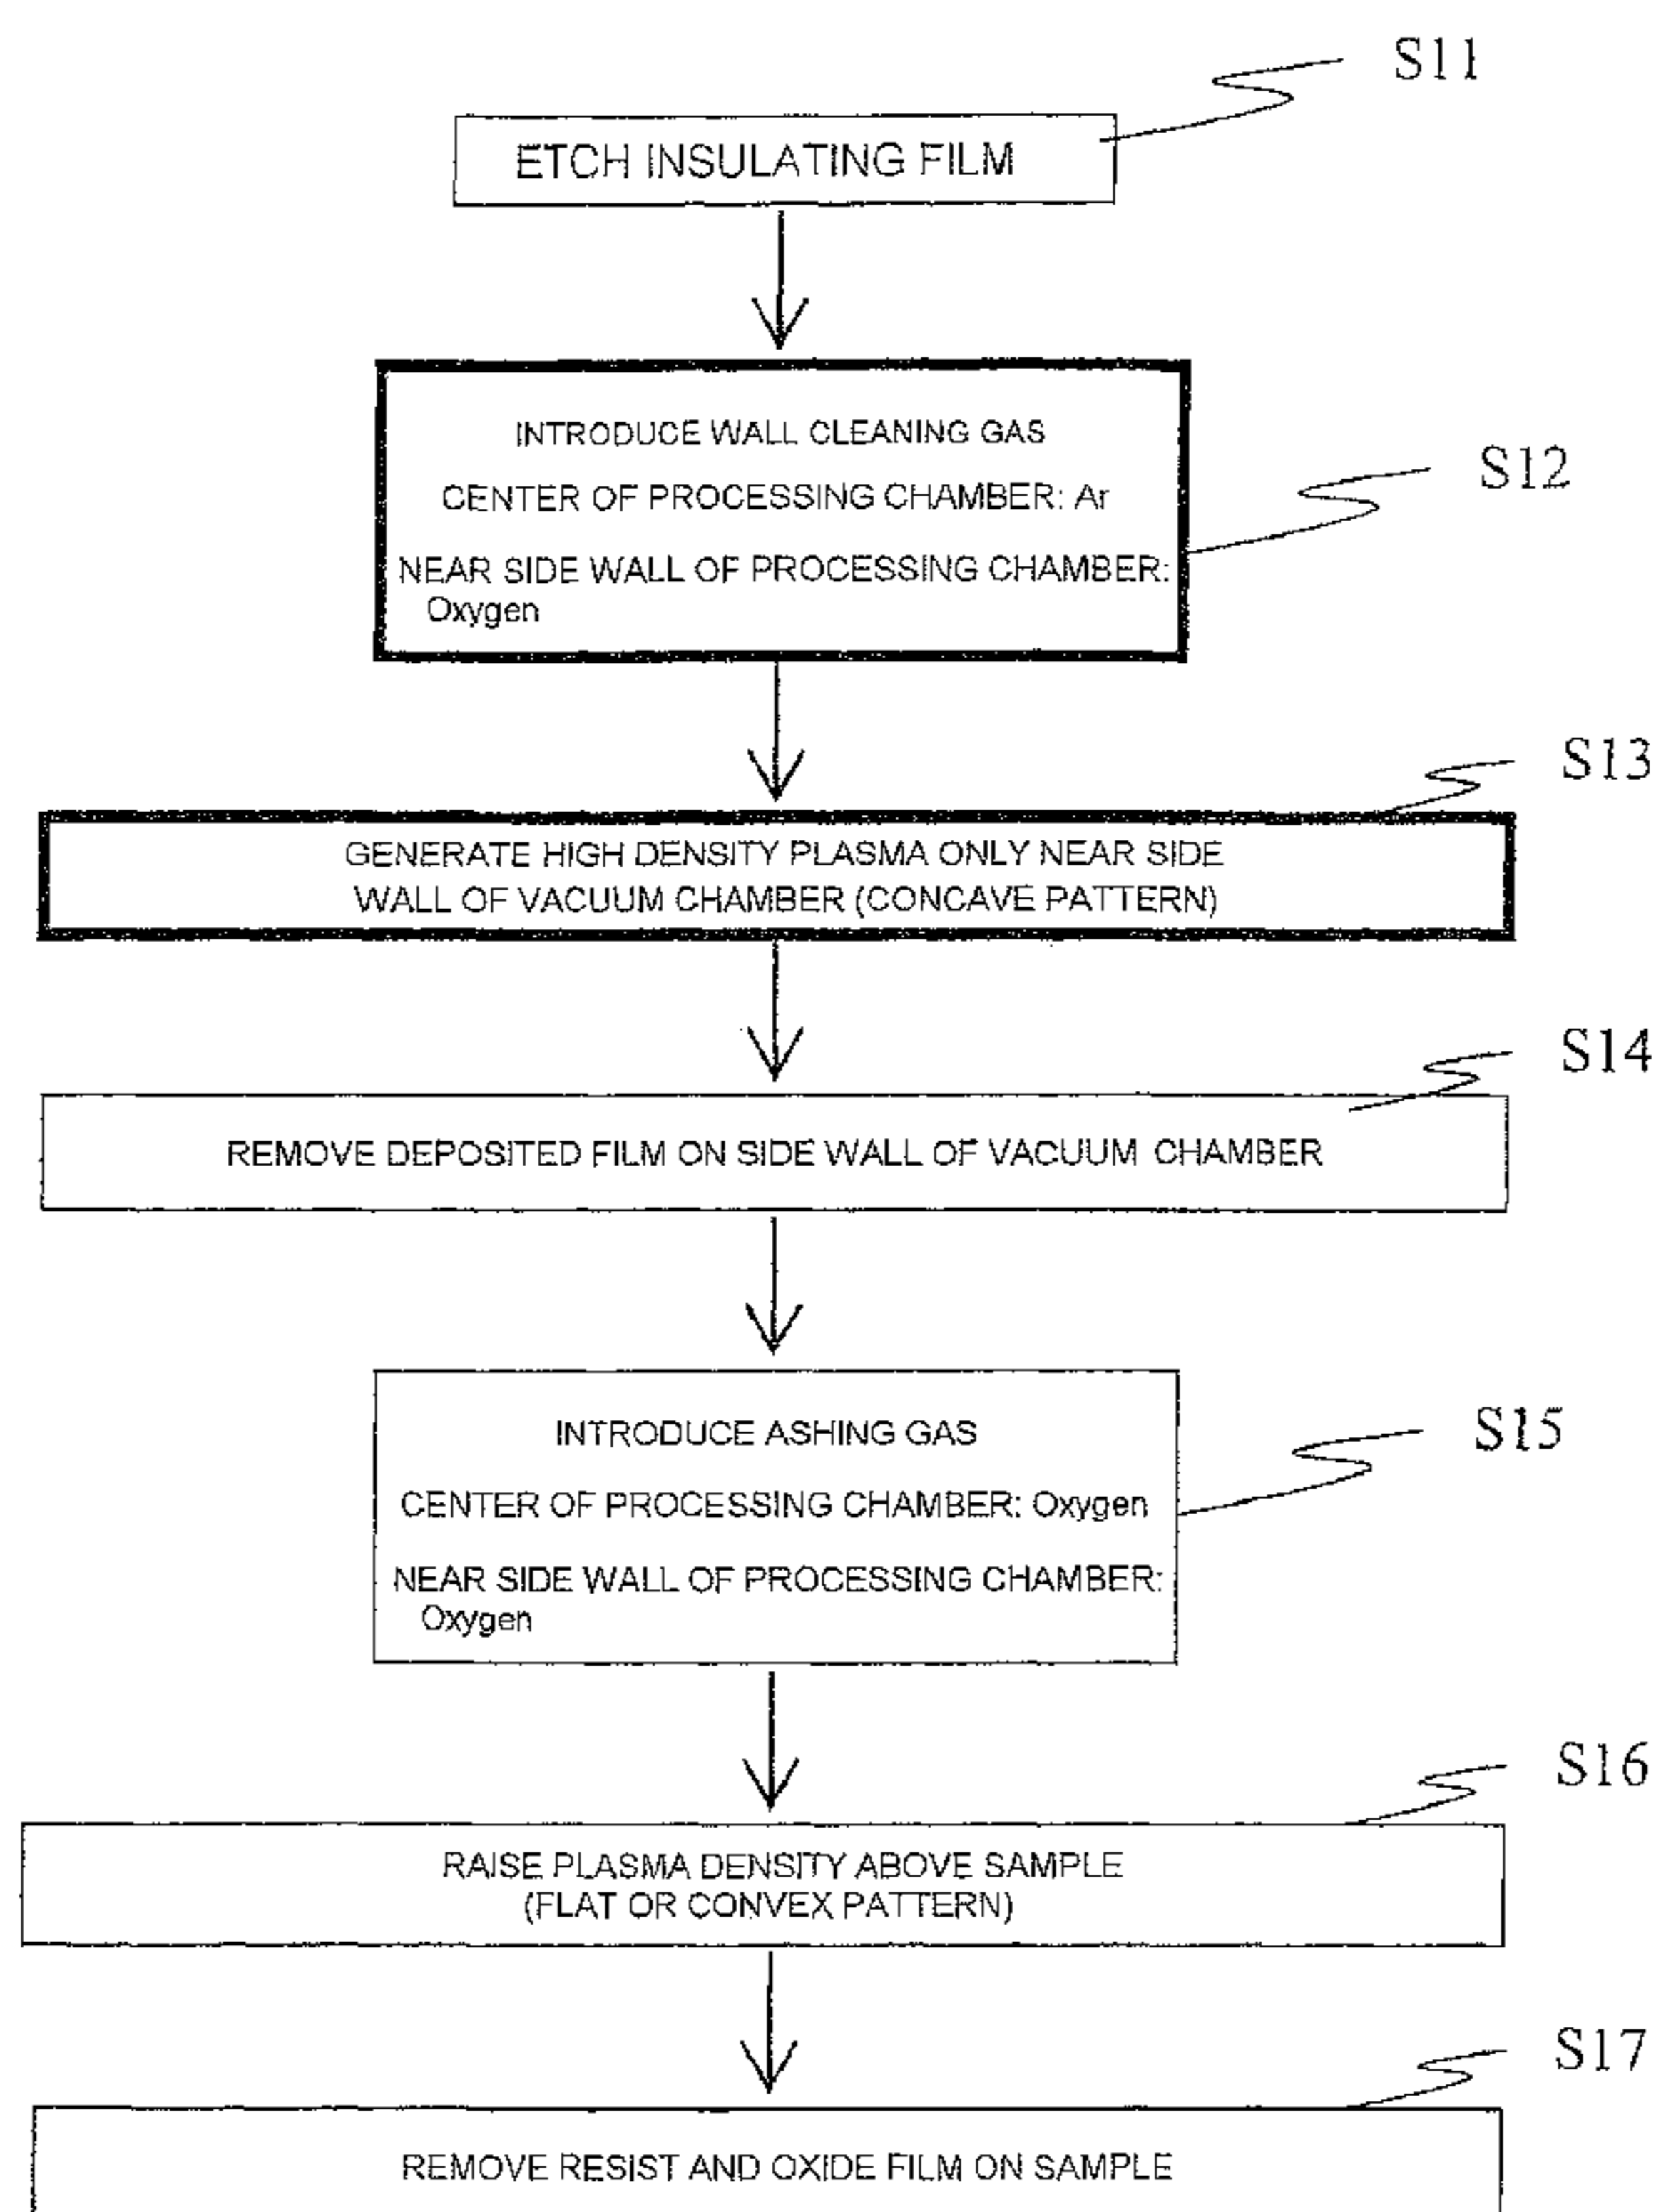 S11
ETCH INSULATING FILM
INTRODUCE WALL CLEANING GAS
CENTER OF PROCESSING CHAMBER: Ar
NEAR SIDE WALL OF PROCESSING CHAMBER:
Oxygen
S12
S13
GENERATE HIGH DENSITY PLASMA ONLY NEAR SIDE
WALL OF VACUUM CHAMBER (CONCAVE PATTERN)
S14
REMOVE DEPOSITED FILM ON SIDE WALL OF VACUUM CHAMBER
INTRODUCE ASHING GAS
CENTER OF PROCESSING CHAMBER: Oxygen
NEAR SIDE WALL OF PROCESSING CHAMBER:
Oxygen
S15
S16
RAISE PLASMA DENSITY ABOVE SAMPLE
(FLAT OR CONVEX PATTERN)
S17
REMOVE RESIST AND OXIDE FILM ON SAMPLE